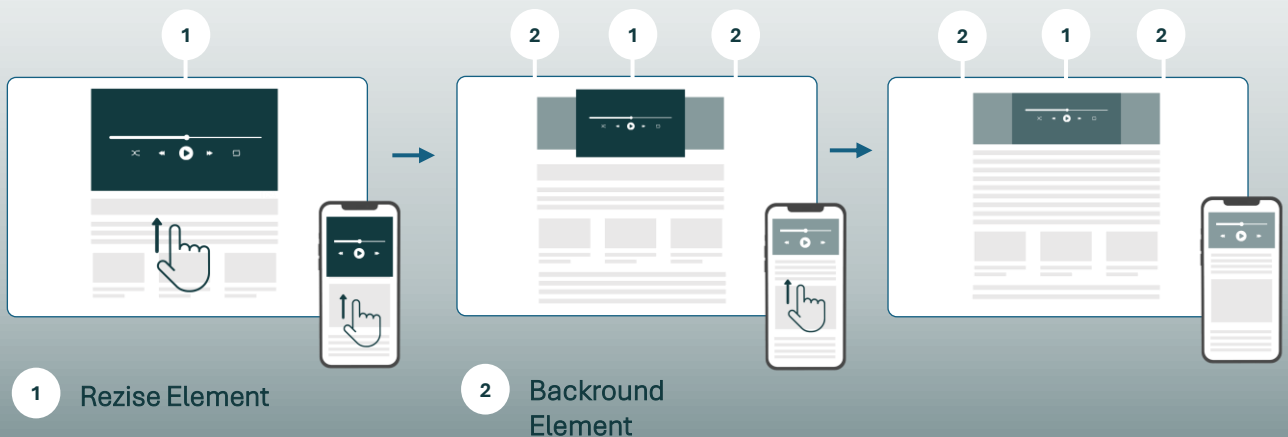 1
2 1 2
2 1 2
1 Rezise Element
2 Backround
Element